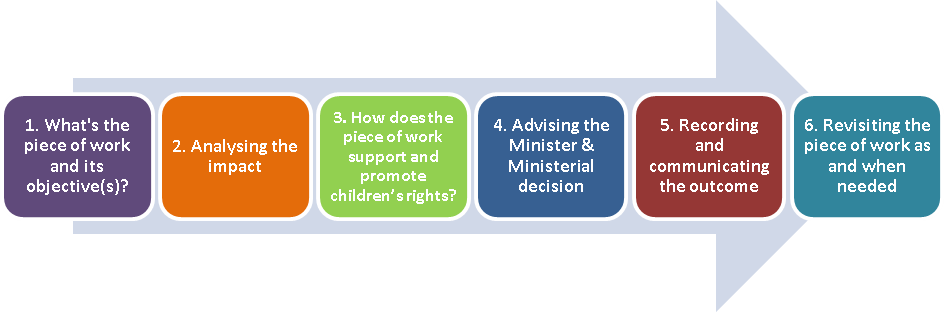 1. What's the
piece of work
and its
objective(s)?
2. Analysing the
impact
3. How does the
piece of work
support and
promote
children’s rights?
4. Advising the
Minister &
Ministerial
decision
5. Recording
and
communicating
the outcome
6. Revisiting the
piece of work as
and when
needed